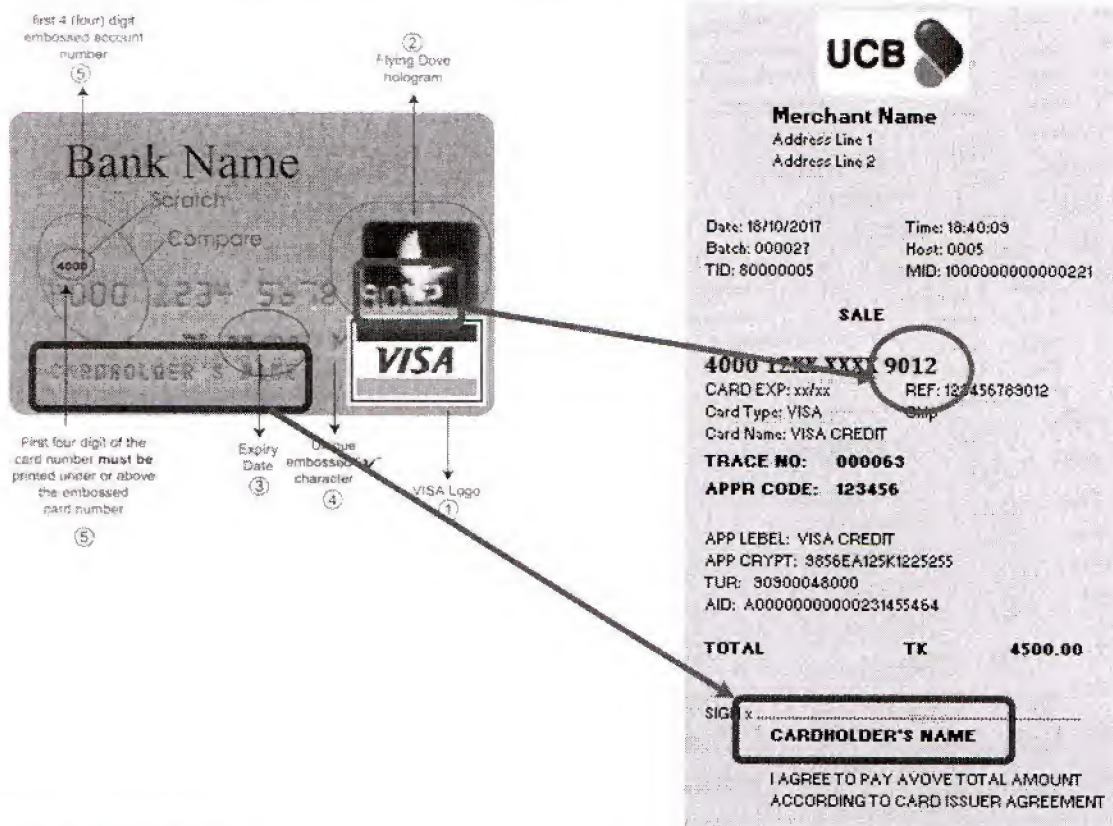 first 4 (four) digit
embossed account
number
⑤
②
Flying Dove
hologram
Bank Name
Scratch
Compare
4000
4000 1234 5678 9012
CARDHOLDER'S NAME
VISA
First four digit of the
card number must be
printed under or above
the embossed
card number
⑤
Expiry
Date
③
Unique
embossed
character
④
VISA Logo
①
UCB
Merchant Name
Address Line 1
Address Line 2
Date: 18/10/2017 Time: 18:40:09
Batch: 000027 Host: 0005
TID: 80000005 MID: 1000000000000221
SALE
4000 12XX XXXX 9012
CARD EXP: xx/xx REF: 123456789012
Card Type: VISA Chip
Card Name: VISA CREDIT
TRACE NO: 000063
APPR CODE: 123456
APP LEBEL: VISA CREDIT
APP CRYPT: 9856EA125K1225255
TUR: 90900048000
AID: A00000000000231455464
TOTAL TK 4500.00
SIGN x
CARDHOLDER'S NAME
I AGREE TO PAY AVOVE TOTAL AMOUNT
ACCORDING TO CARD ISSUER AGREEMENT